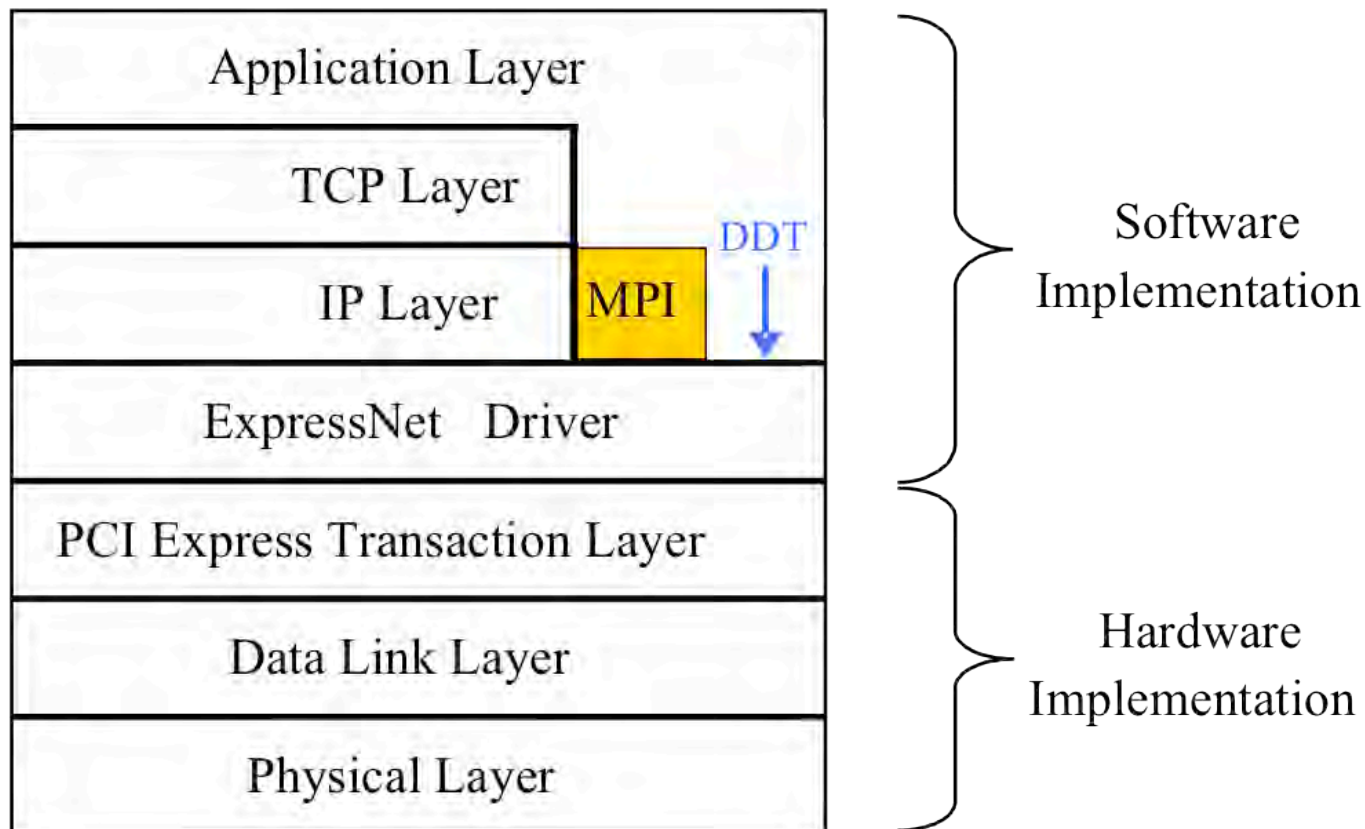 Application Layer
TCP Layer
DDT
IP Layer
MPI
ExpressNet Driver
PCI Express Transaction Layer
Data Link Layer
Physical Layer
Software
Implementation
Hardware
Implementation